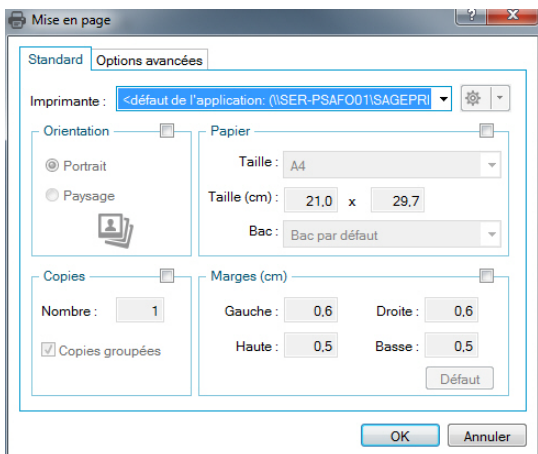 Mise en page
Standard Options avancées
Imprimante : <défaut de l'application: (\\SER-PSAFO01\SAGEPRI
Orientation
Portrait
Paysage
Papier
Taille : A4
Taille (cm) : 21,0 x 29,7
Bac : Bac par défaut
Copies
Nombre : 1
Copies groupées
Marges (cm)
Gauche : 0,6 Droite : 0,6
Haute : 0,5 Basse : 0,5
Défaut
OK Annuler